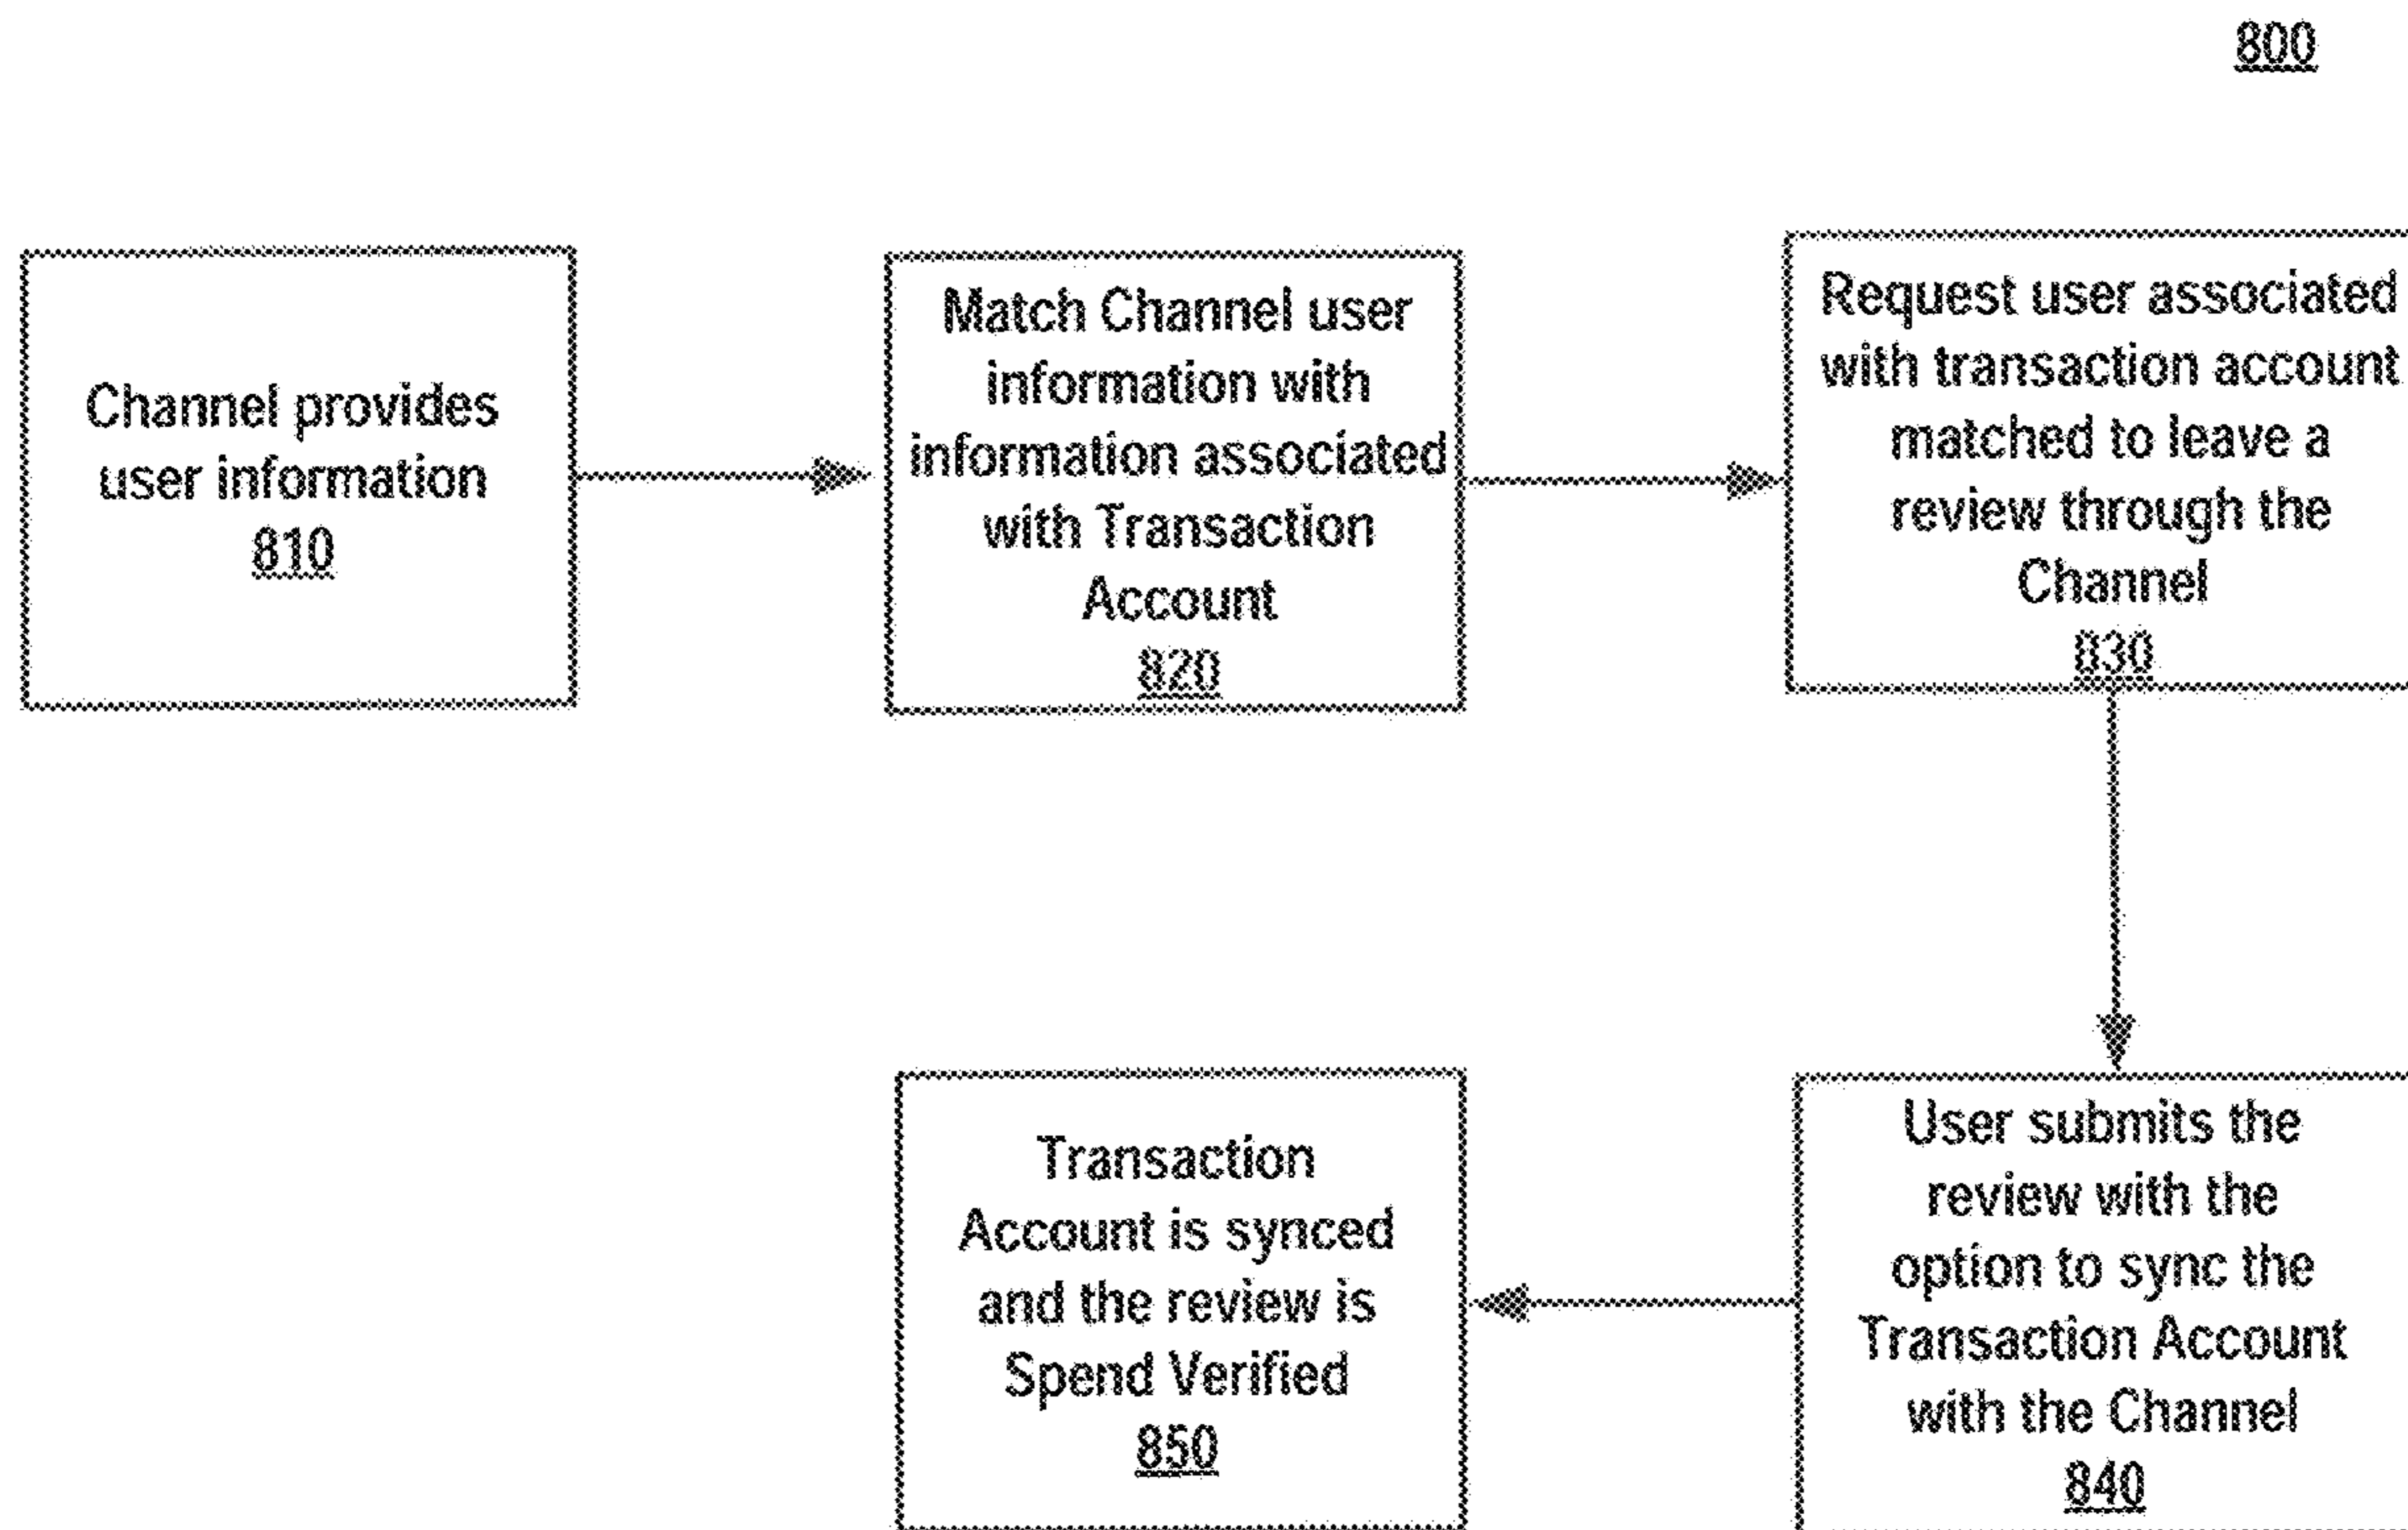 800
Channel provides
user information
810
Match Channel user
information with
information associated
with Transaction
Account
820
Request user associated
with transaction account
matched to leave a
review through the
Channel
830
User submits the
review with the
option to sync the
Transaction Account
with the Channel
840
Transaction
Account is synced
and the review is
Spend Verified
850